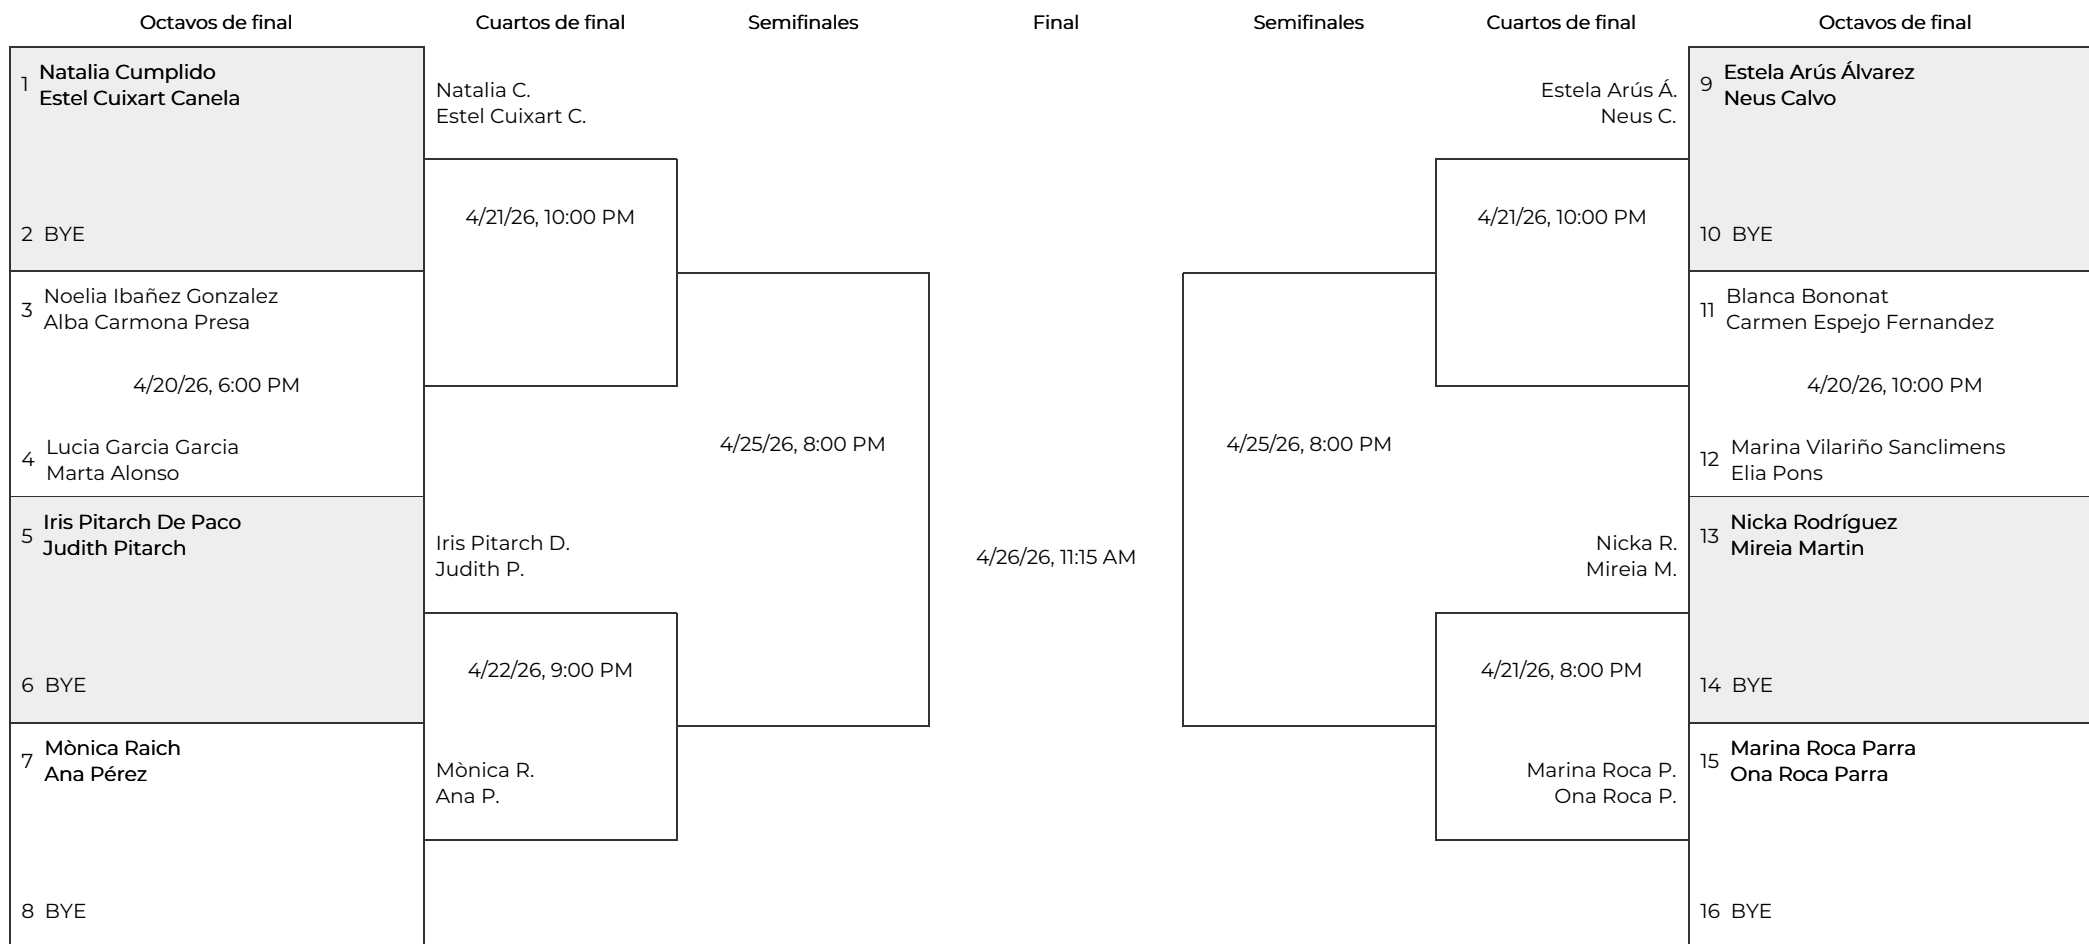 Octavos de final
Cuartos de final
Semifinales
Final
Semifinales
Cuartos de final
Octavos de final
1 Natalia Cumplido
Estel Cuixart Canela
2 BYE
3 Noelia Ibañez Gonzalez
Alba Carmona Presa
4/20/26, 6:00 PM
4 Lucia Garcia Garcia
Marta Alonso
5 Iris Pitarch De Paco
Judith Pitarch
6 BYE
7 Mònica Raich
Ana Pérez
8 BYE
Natalia C.
Estel Cuixart C.
4/21/26, 10:00 PM
Iris Pitarch D.
Judith P.
4/22/26, 9:00 PM
Mònica R.
Ana P.
4/25/26, 8:00 PM
4/26/26, 11:15 AM
4/25/26, 8:00 PM
Estela Arús Á.
Neus C.
4/21/26, 10:00 PM
Nicka R.
Mireia M.
4/21/26, 8:00 PM
Marina Roca P.
Ona Roca P.
9 Estela Arús Álvarez
Neus Calvo
10 BYE
11 Blanca Bononat
Carmen Espejo Fernandez
4/20/26, 10:00 PM
12 Marina Vilariño Sanclimens
Elia Pons
13 Nicka Rodríguez
Mireia Martin
14 BYE
15 Marina Roca Parra
Ona Roca Parra
16 BYE